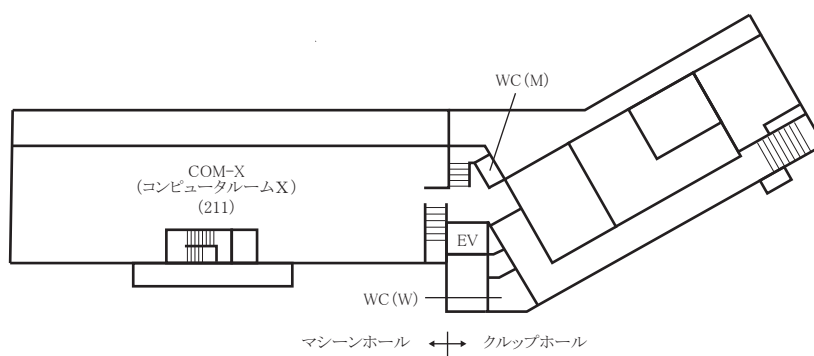 WC(M)
COM-X
(コンピュータルームX)
(211)
EV
WC(W)
マシーンホール
クルップホール